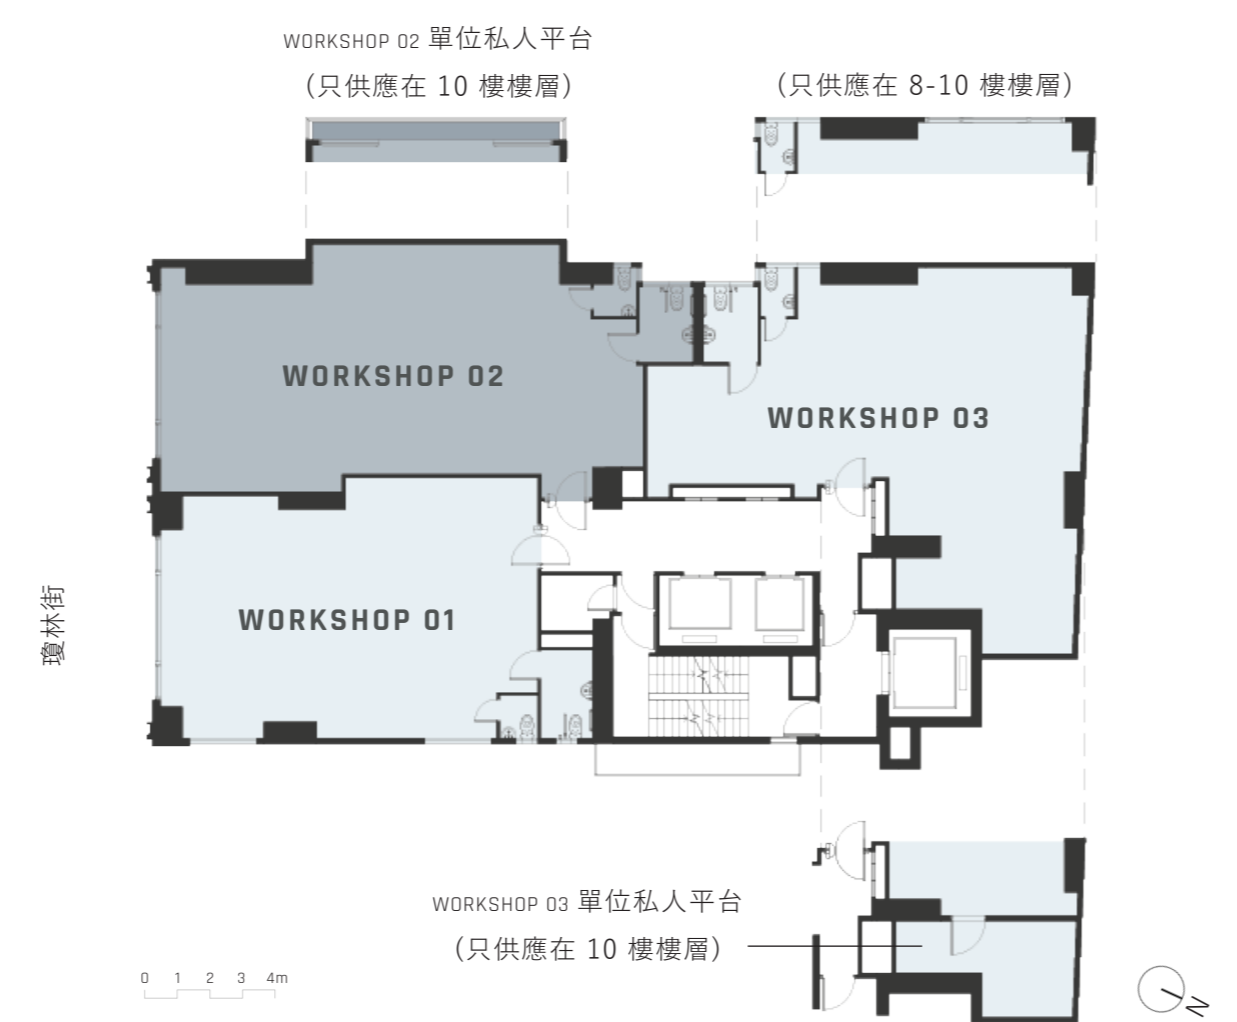 WORKSHOP 02 單位私人平台
(只供應在 10 樓樓層)
(只供應在 8-10 樓樓層)
WORKSHOP 02
WORKSHOP 03
WORKSHOP 01
瓊林街
WORKSHOP 03 單位私人平台
(只供應在 10 樓樓層)
0 1 2 3 4m
N